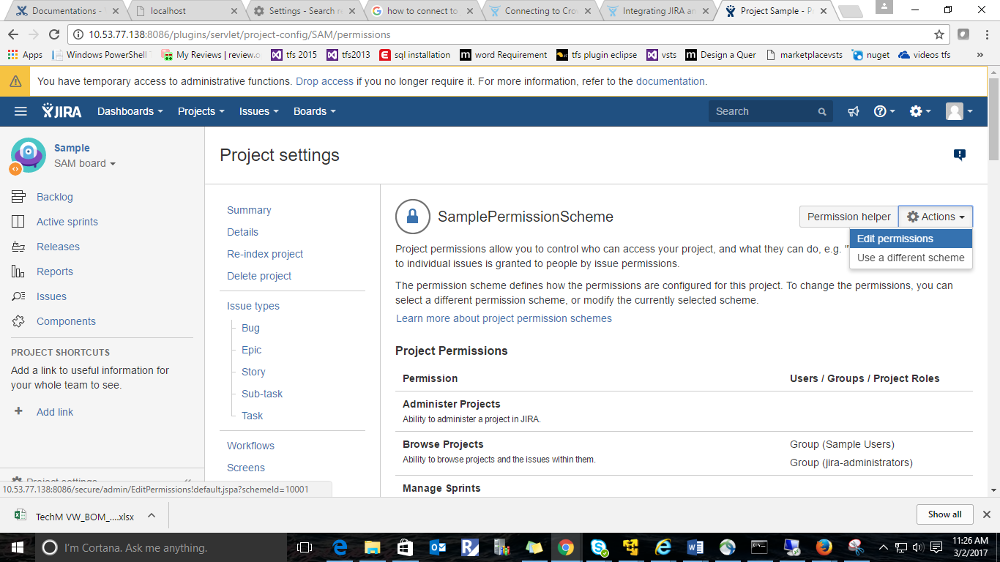 Documentations -
localhost
Settings - Search re
how to connect to
Connecting to Crow
Integrating JIRA an
Project Sample - P
10.53.77.138:8086/plugins/servlet/project-config/SAM/permissions
Apps
Windows PowerShell
My Reviews | review.o
tfs 2015
tfs2013
sql installation
word Requirement
tfs plugin eclipse
vsts
Design a Quer
marketplacevsts
nuget
videos tfs
»
You have temporary access to administrative functions. Drop access if you no longer require it. For more information, refer to the documentation.
JIRA
Dashboards
Projects
Issues
Boards
Search
Sample
SAM board
Backlog
Active sprints
Releases
Reports
Issues
Components
PROJECT SHORTCUTS
Add a link to useful information for
your whole team to see.
+ Add link
Project settings
10.53.77.138:8086/secure/admin/EditPermissions!default.jspa?schemeId=10001
Project settings
Summary
Details
Re-index project
Delete project
Issue types
Bug
Epic
Story
Sub-task
Task
Workflows
Screens
SamplePermissionScheme
Permission helper
Actions
Edit permissions
Use a different scheme
Project permissions allow you to control who can access your project, and what they can do, e.g. "
to individual issues is granted to people by issue permissions.
The permission scheme defines how the permissions are configured for this project. To change the permissions, you can
select a different permission scheme, or modify the currently selected scheme.
Learn more about project permission schemes
Project Permissions
Permission
Users / Groups / Project Roles
Administer Projects
Ability to administer a project in JIRA.
Browse Projects
Ability to browse projects and the issues within them.
Group (Sample Users)
Group (jira-administrators)
Manage Sprints
TechM VW_BOM_....xlsx
Show all
I'm Cortana. Ask me anything.
11:26 AM
3/2/2017